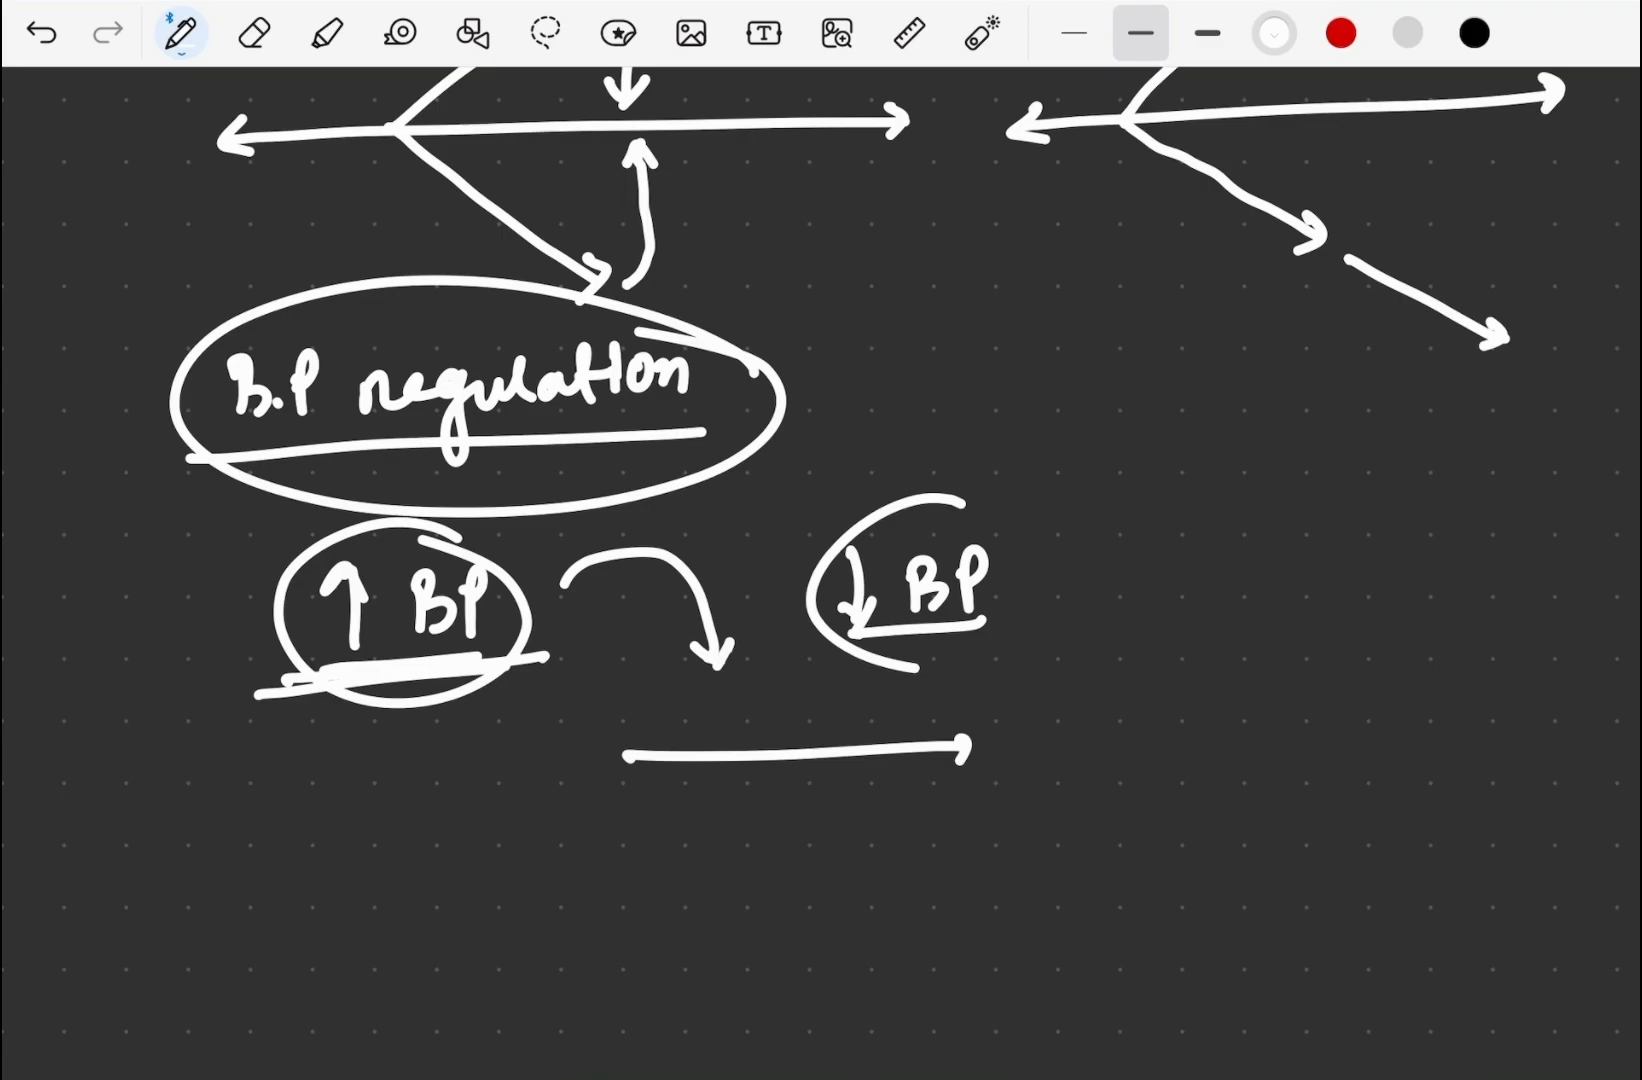 B.P regulation
↑ BP ↓ BP